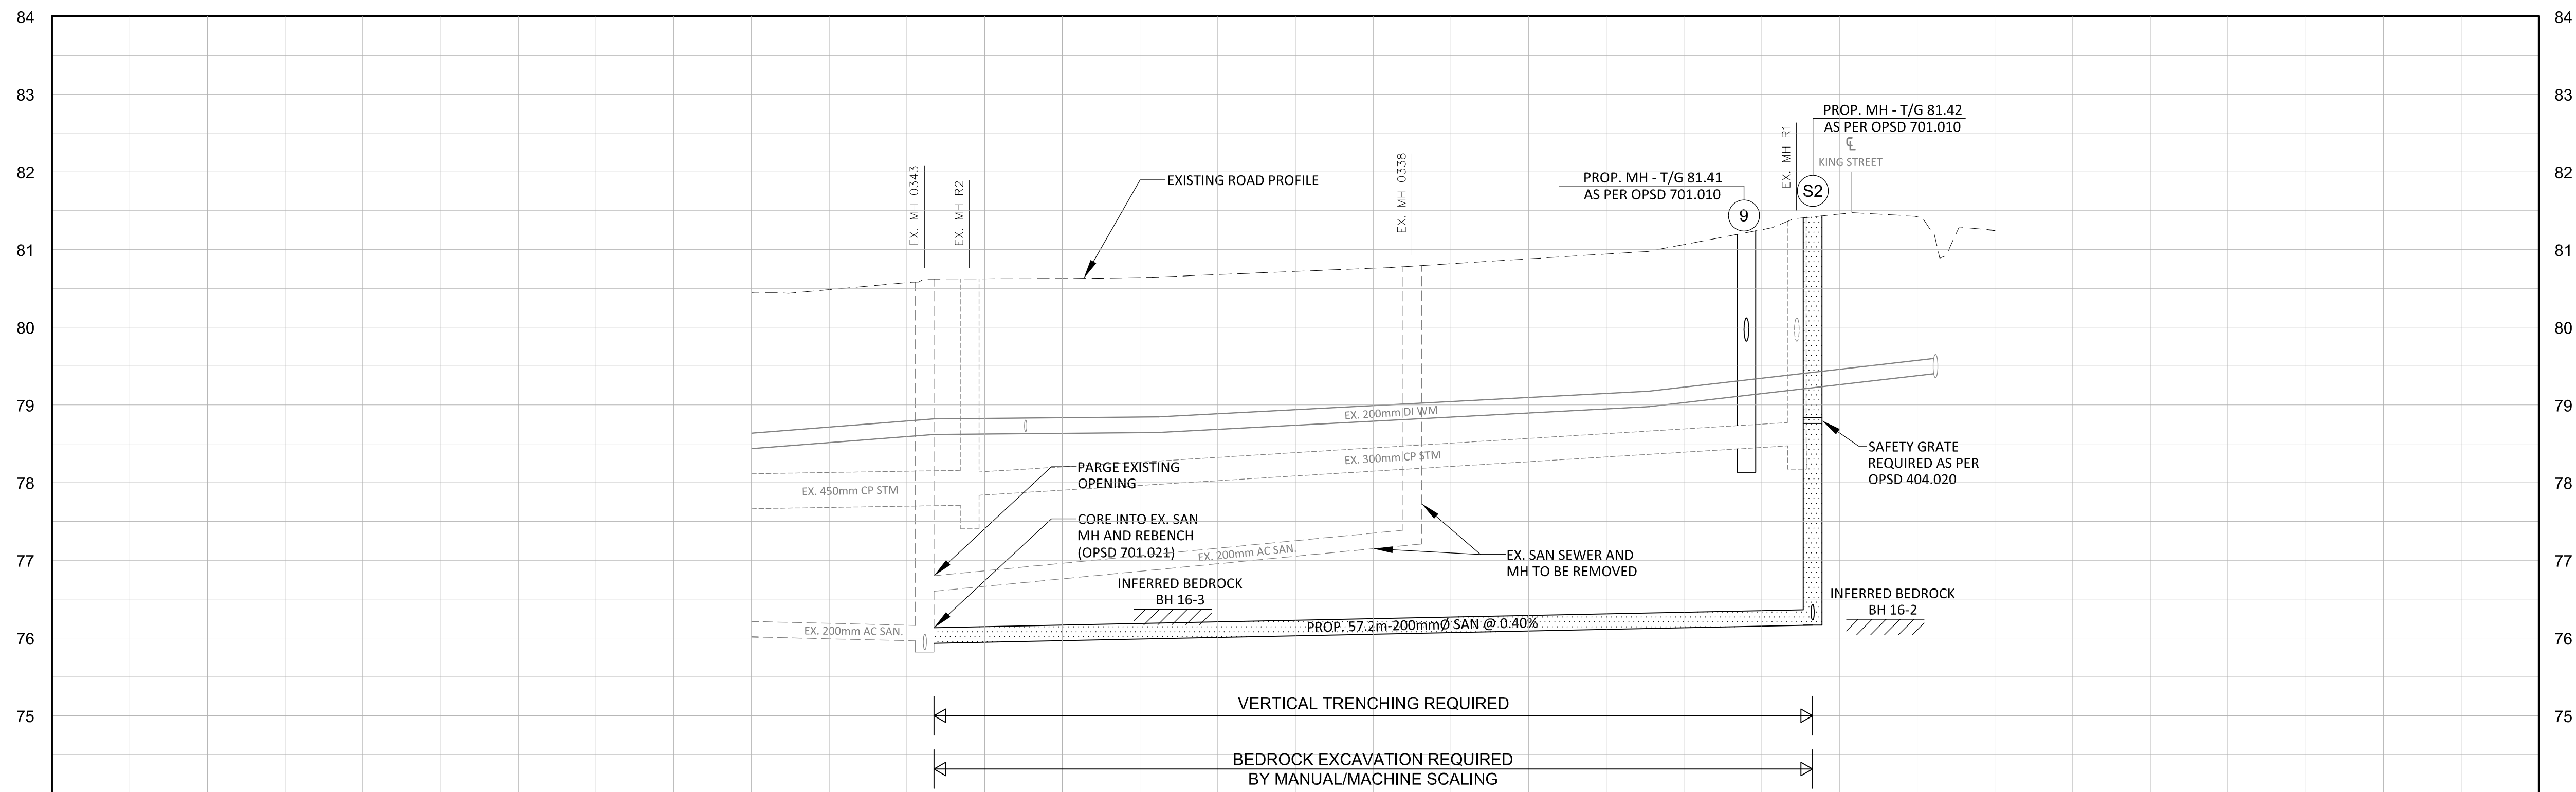 84
84
83
83
PROP. MH - T/G 81.42
AS PER OPSD 701.010
℄
KING STREET
EX. MH R1
S2
82
82
EX. MH 0343
EX. MH R2
EXISTING ROAD PROFILE
EX. MH 0338
PROP. MH - T/G 81.41
AS PER OPSD 701.010
9
81
81
80
80
79
79
EX. 200mm DI WM
SAFETY GRATE
REQUIRED AS PER
OPSD 404.020
EX. 300mm CP STM
PARGE EXISTING
OPENING
78
78
EX. 450mm CP STM
CORE INTO EX. SAN
MH AND REBENCH
(OPSD 701.021)
EX. 200mm AC SAN.
EX. SAN SEWER AND
MH TO BE REMOVED
77
77
INFERRED BEDROCK
BH 16-3
INFERRED BEDROCK
BH 16-2
EX. 200mm AC SAN.
PROP. 57.2m-200mmØ SAN @ 0.40%
76
76
VERTICAL TRENCHING REQUIRED
75
75
BEDROCK EXCAVATION REQUIRED
BY MANUAL/MACHINE SCALING